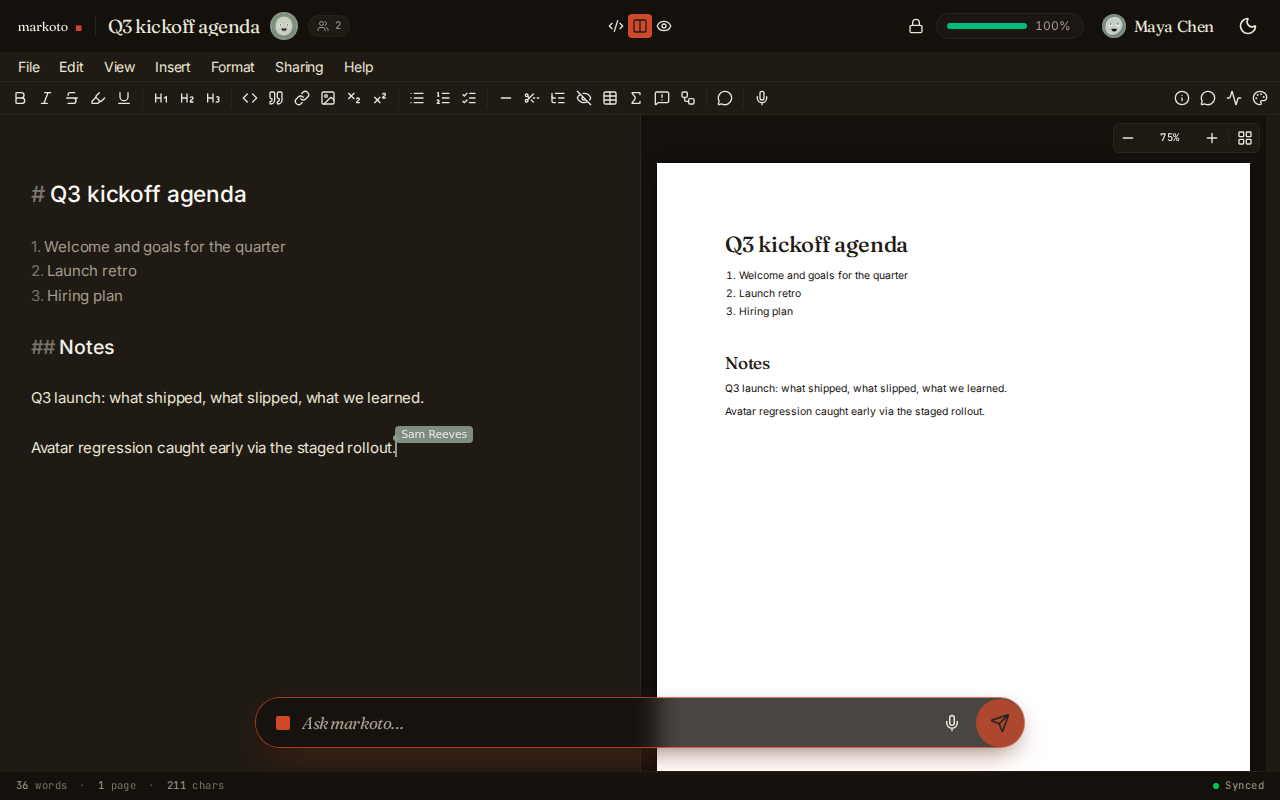 markoto
Q3 kickoff agenda
2
100%
Maya Chen
File Edit View Insert Format Sharing Help
H1 H2 H3
X2 X2
75%
# Q3 kickoff agenda
1. Welcome and goals for the quarter
2. Launch retro
3. Hiring plan
## Notes
Q3 launch: what shipped, what slipped, what we learned.
Sam Reeves
Avatar regression caught early via the staged rollout.
Q3 kickoff agenda
1. Welcome and goals for the quarter
2. Launch retro
3. Hiring plan
Notes
Q3 launch: what shipped, what slipped, what we learned.
Avatar regression caught early via the staged rollout.
Ask markoto...
36 words · 1 page · 211 chars
Synced